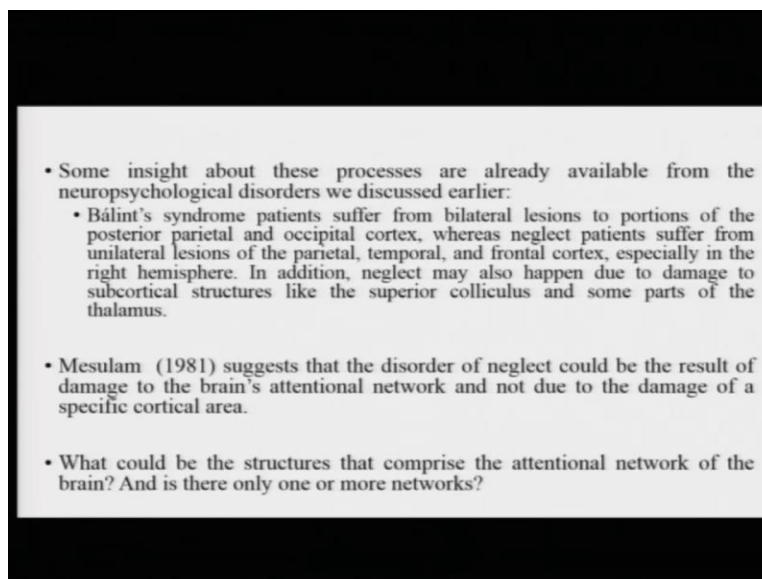 • Some insight about these processes are already available from the
neuropsychological disorders we discussed earlier:
• Bálint's syndrome patients suffer from bilateral lesions to portions of the
posterior parietal and occipital cortex, whereas neglect patients suffer from
unilateral lesions of the parietal, temporal, and frontal cortex, especially in the
right hemisphere. In addition, neglect may also happen due to damage to
subcortical structures like the superior colliculus and some parts of the
thalamus.
• Mesulam (1981) suggests that the disorder of neglect could be the result of
damage to the brain's attentional network and not due to the damage of a
specific cortical area.
• What could be the structures that comprise the attentional network of the
brain? And is there only one or more networks?